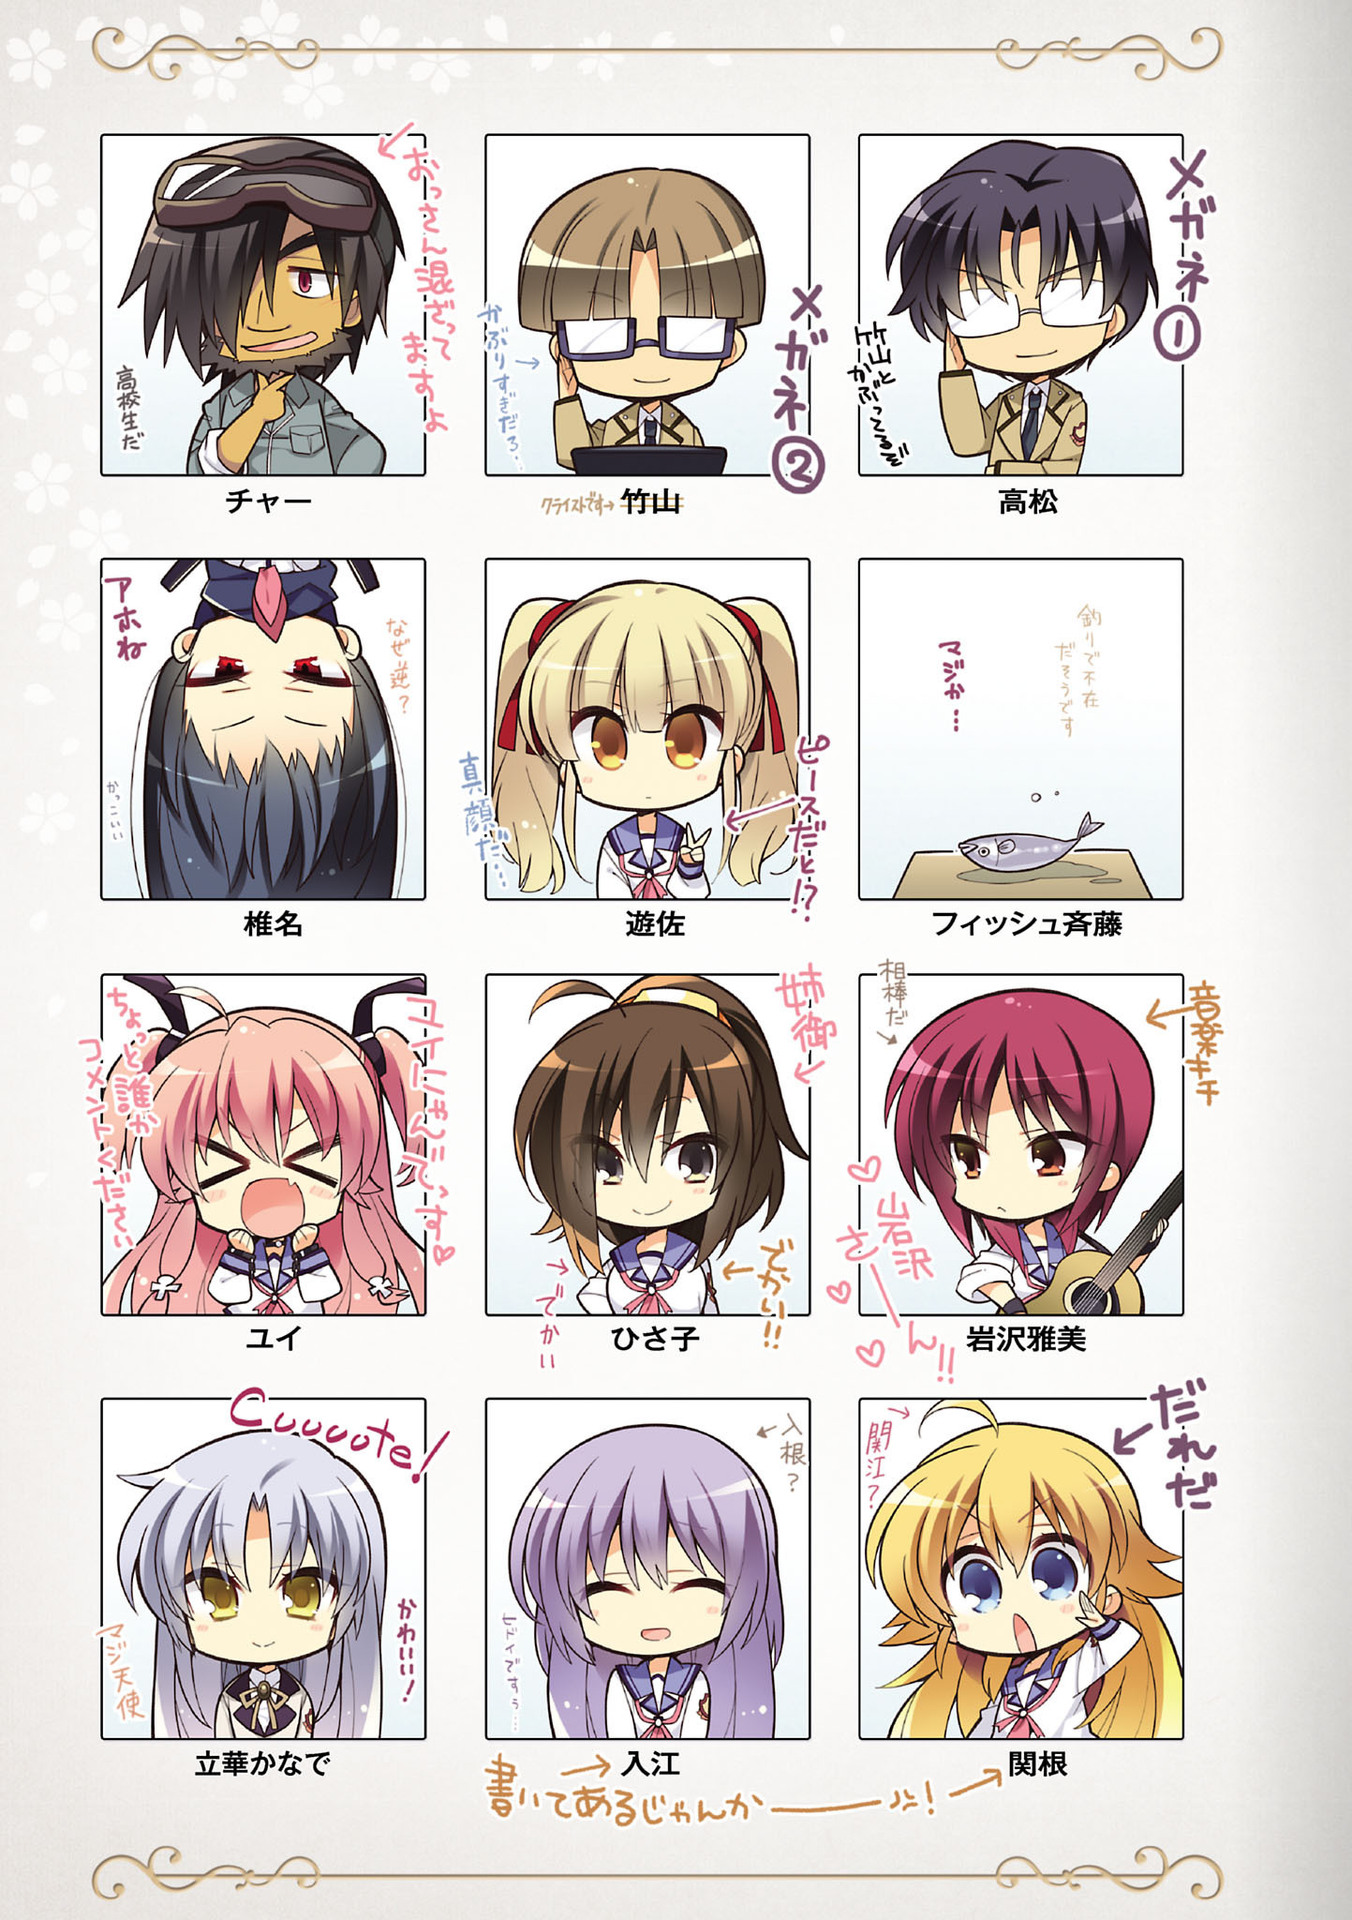 メガネ①
竹山と
ケーかぶってるぞ
高松
メガネ②
かぶりすぎだろ…
クライストです→
竹山
おっさん混ざって
ますよ
高校生だ
チャー
釣りで不在
だそうです
マジか…
フィッシュ斉藤
ピースだと!?
真顔だ…
遊佐
なぜ逆?
アホね
かっこいい
椎名
音楽キチ
相棒だ
岩沢
さーん!!
岩沢雅美
姉御
でかい!!
でかい
ひさ子
ユイにゃんでっす♡
ちょっと誰か
コメントください
ユイ
だれだ
関江?
関根
入根?
ヒドイですぅ…
入江
書いてあるじゃんかーーー!
Cuuuute!
かわいい!
マジ天使
立華かなで